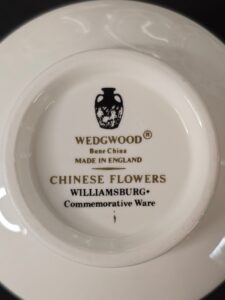 WEDGWOOD®
Bone China
MADE IN ENGLAND
CHINESE FLOWERS
WILLIAMSBURG+
Commemorative Ware